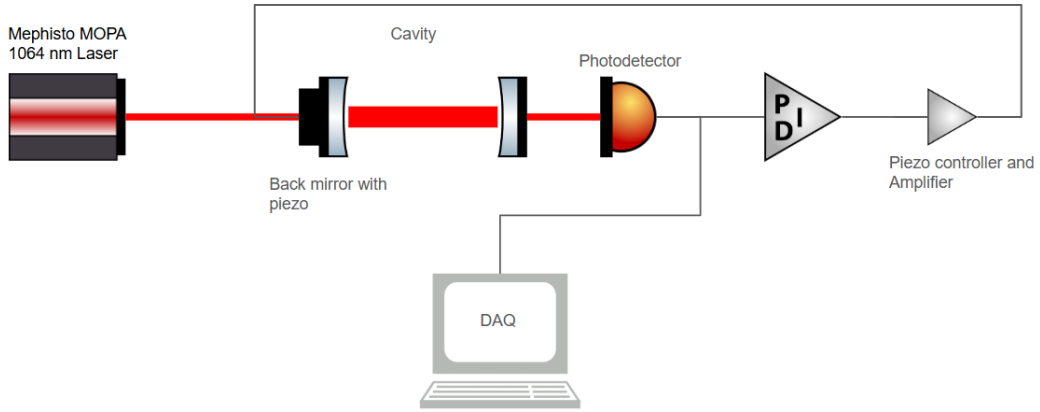 Mephisto MOPA
1064 nm Laser
Cavity
Photodetector
P
I
D
Back mirror with
piezo
Piezo controller and
Amplifier
DAQ